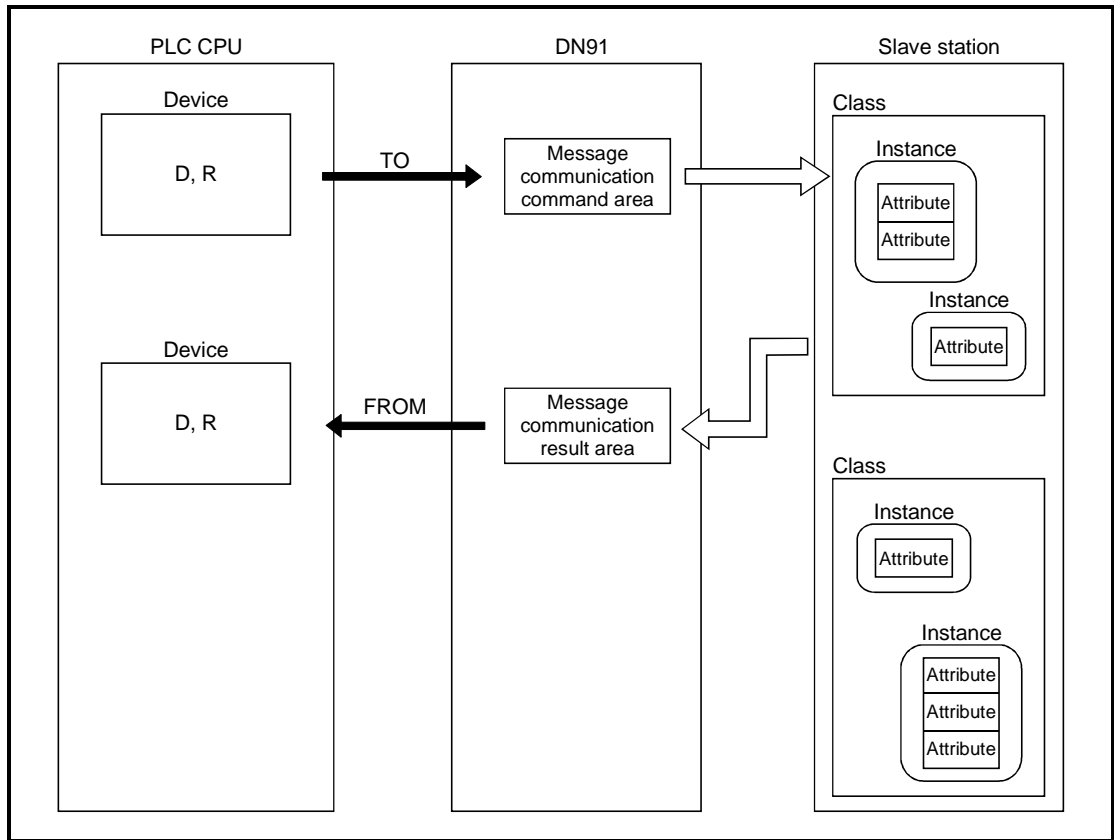 PLC CPU
DN91
Slave station
Device
D, R
TO
Message
communication
command area
Class
Instance
Attribute
Attribute
Instance
Attribute
Device
D, R
FROM
Message
communication
result area
Class
Instance
Attribute
Instance
Attribute
Attribute
Attribute